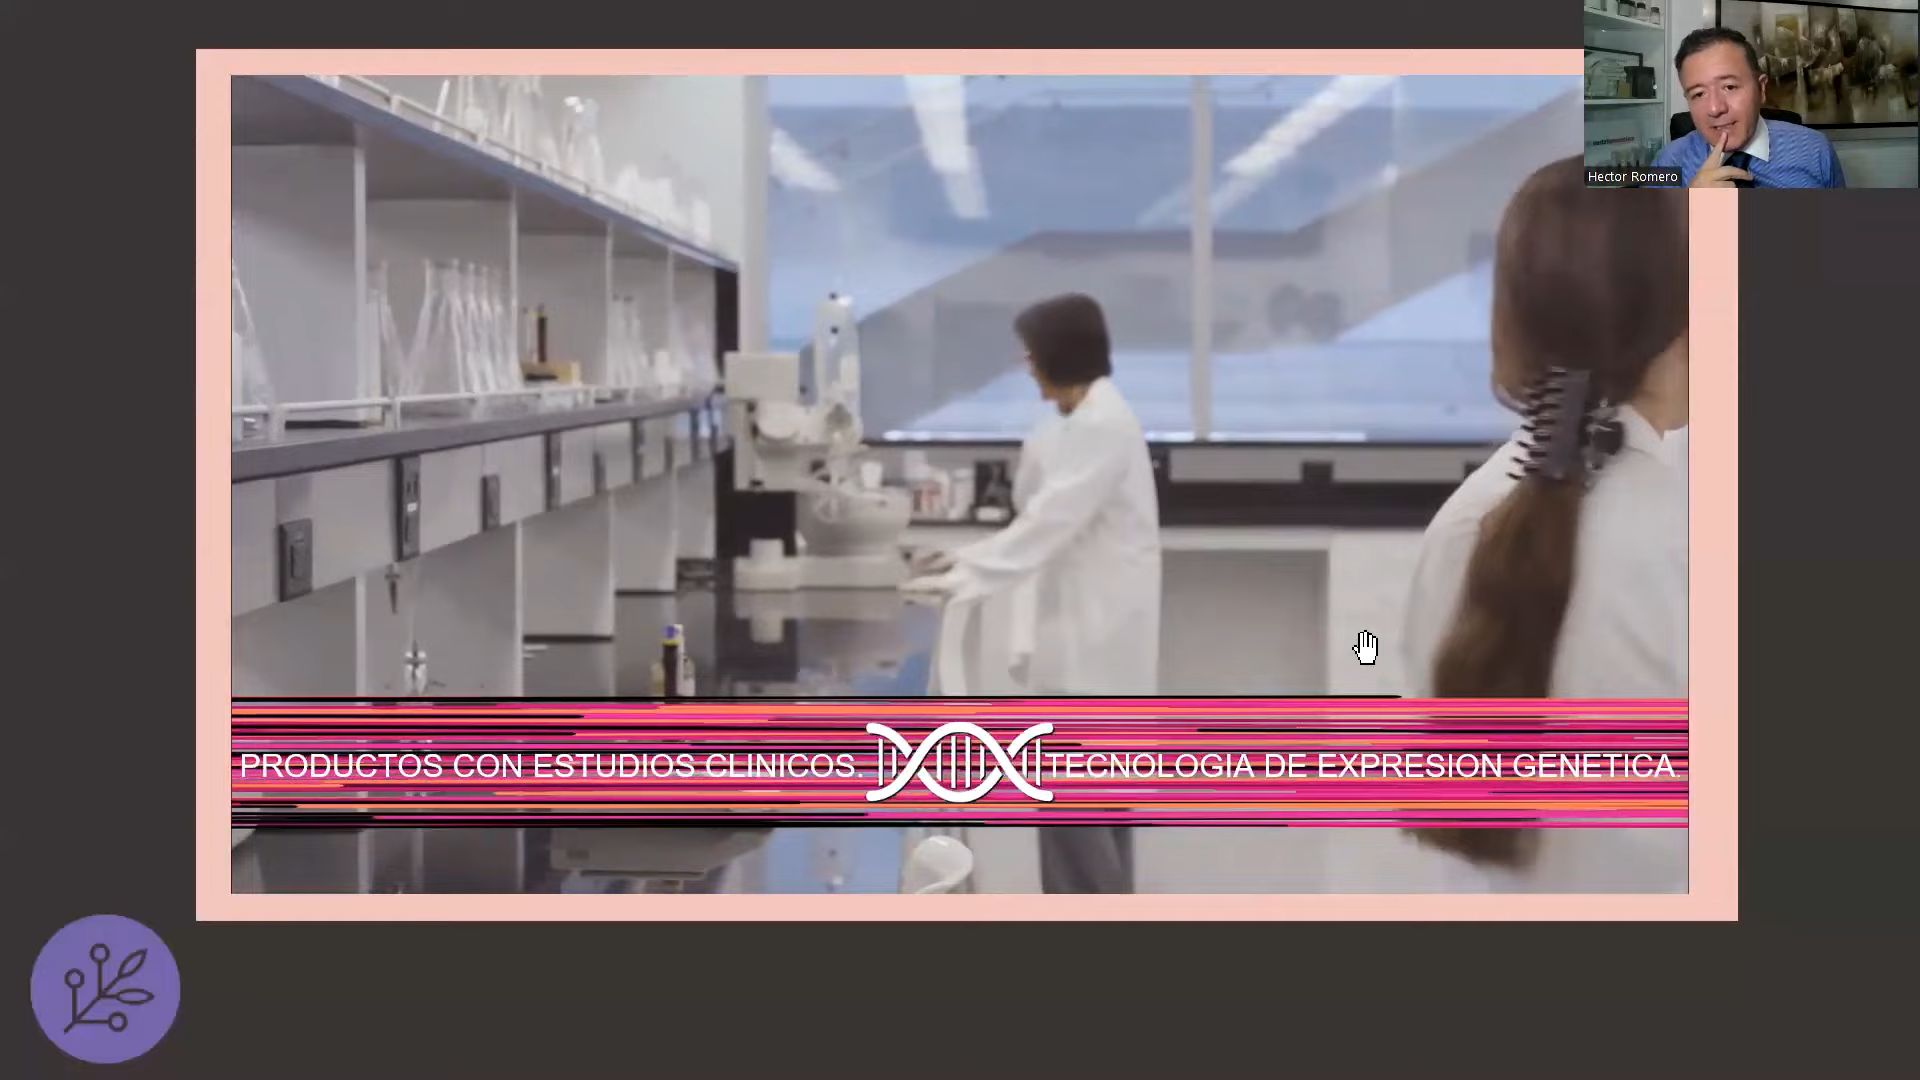 Hector Romero
PRODUCTOS CON ESTUDIOS CLINICOS. TECNOLOGIA DE EXPRESION GENETICA.